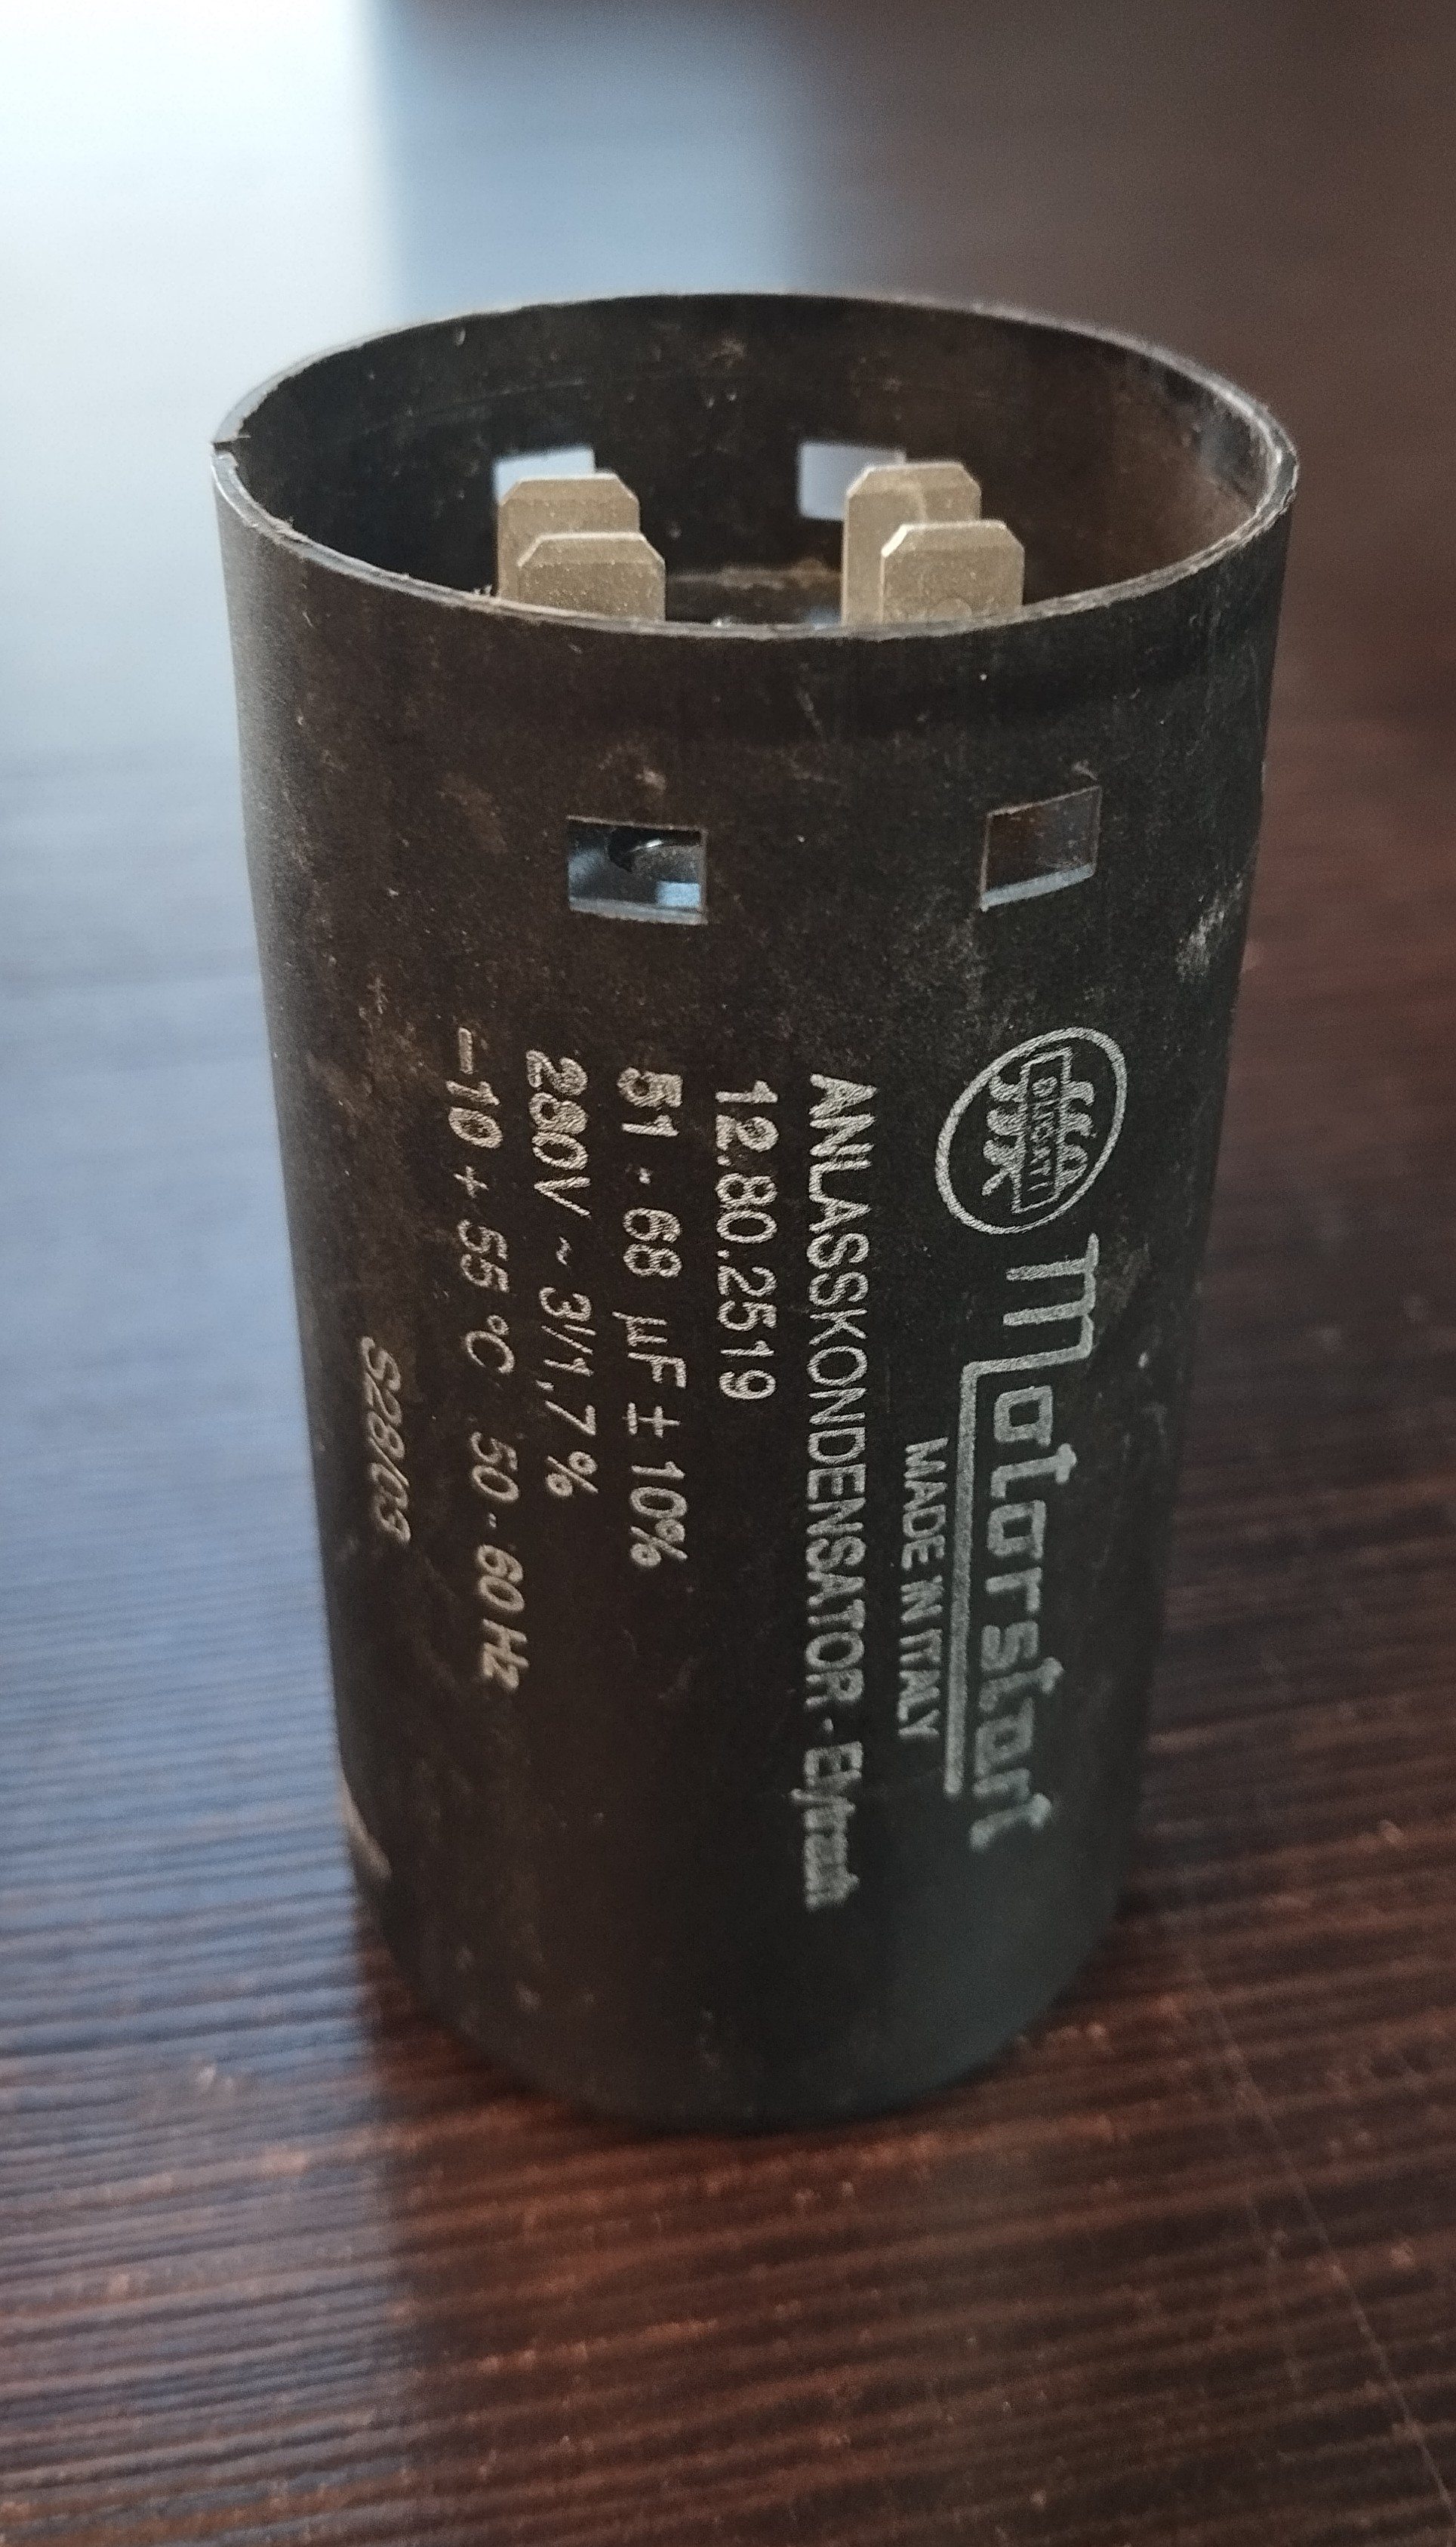 DUCATI
motorstart
MADE IN ITALY
ANLASSKONDENSATOR - Elytrach
12.80.2519
51 - 68 µF ± 10%
280V ~ 3/1,7 %
-10 + 55 °C 50 - 60 Hz
S28/03